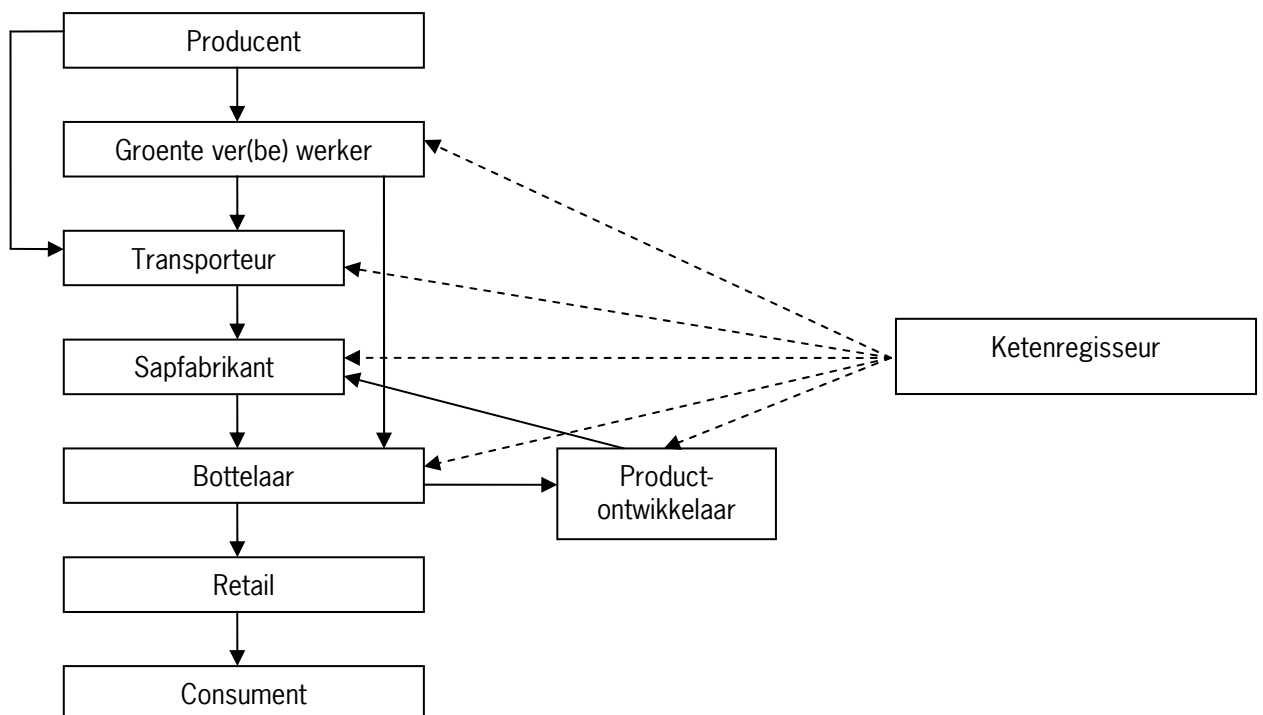 Producent
Groente ver(be) werker
Transporteur
Sapfabrikant
Ketenregisseur
Bottelaar
Product-
ontwikkelaar
Retail
Consument